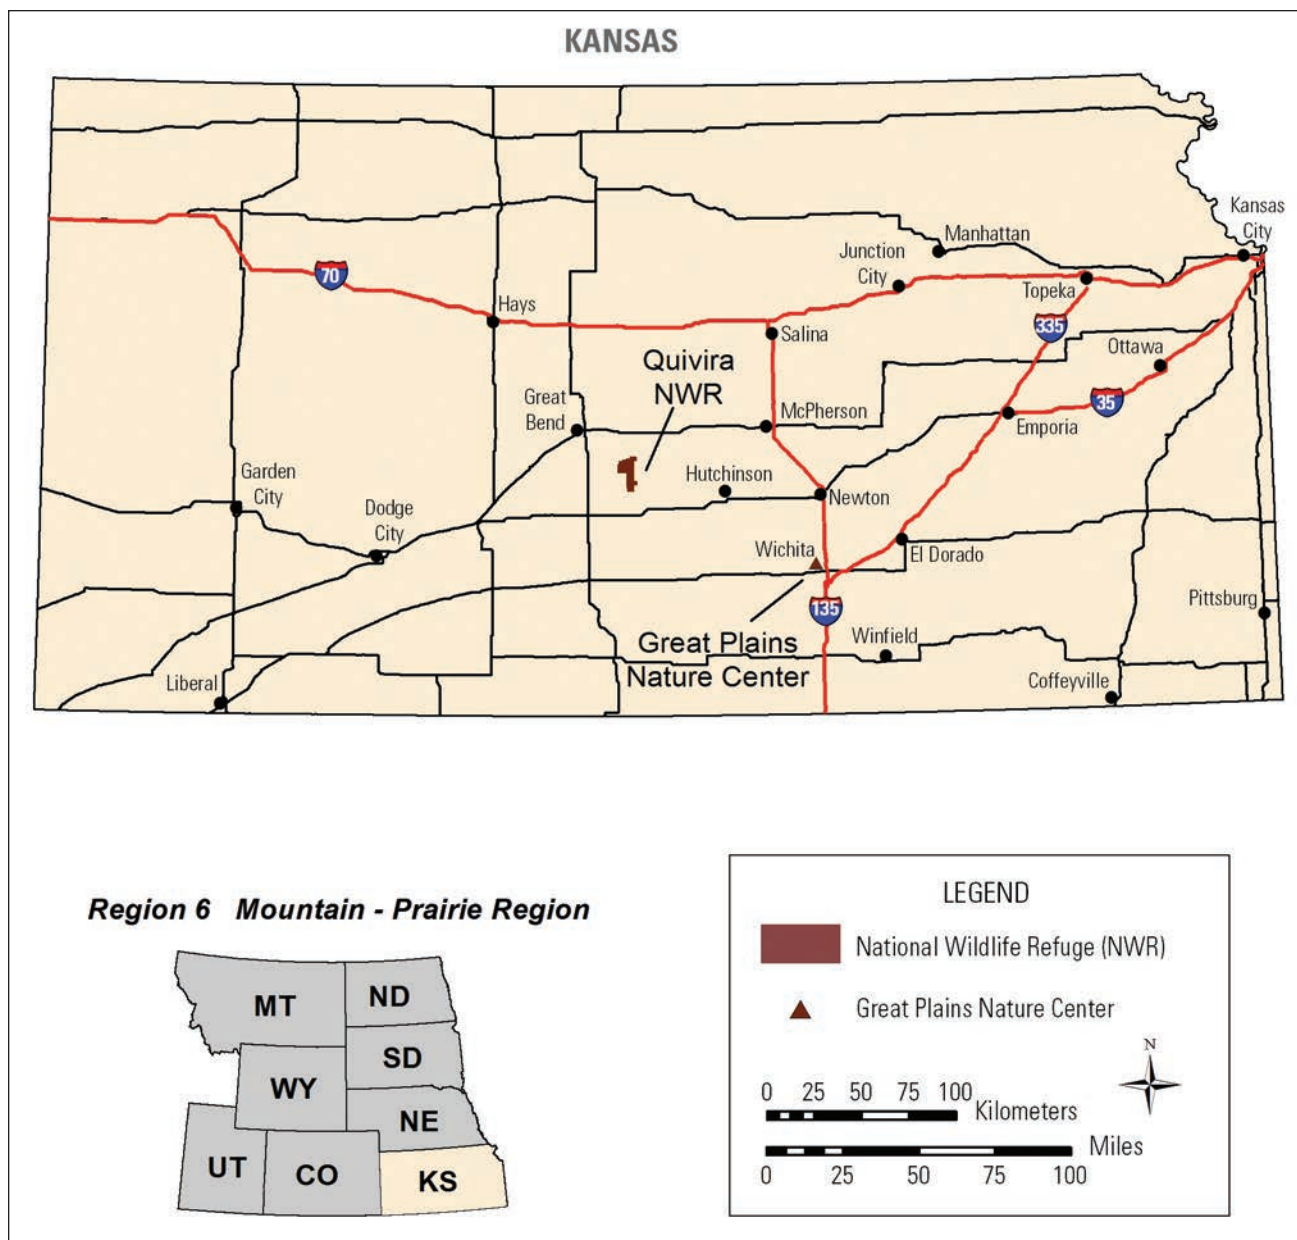 KANSAS
Kansas
City
Manhattan
Junction
City
70
Topeka
Hays
335
Salina
Ottawa
Quivira
NWR
Great
Bend
35
McPherson
Emporia
Garden
City
Hutchinson
Newton
Dodge
City
Wichita
El Dorado
135
Pittsburg
Great Plains
Nature Center
Winfield
Liberal
Coffeyville
Region 6 Mountain - Prairie Region
MT
ND
SD
WY
NE
UT
CO
KS
LEGEND
National Wildlife Refuge (NWR)
Great Plains Nature Center
N
0 25 50 75 100
Kilometers
Miles
0 25 50 75 100